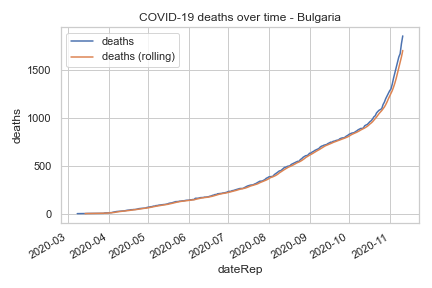 COVID-19 deaths over time - Bulgaria
deaths
deaths (rolling)
1500
1000
500
0
deaths
2020-03
2020-04
2020-05
2020-06
2020-07
2020-08
2020-09
2020-10
2020-11
dateRep